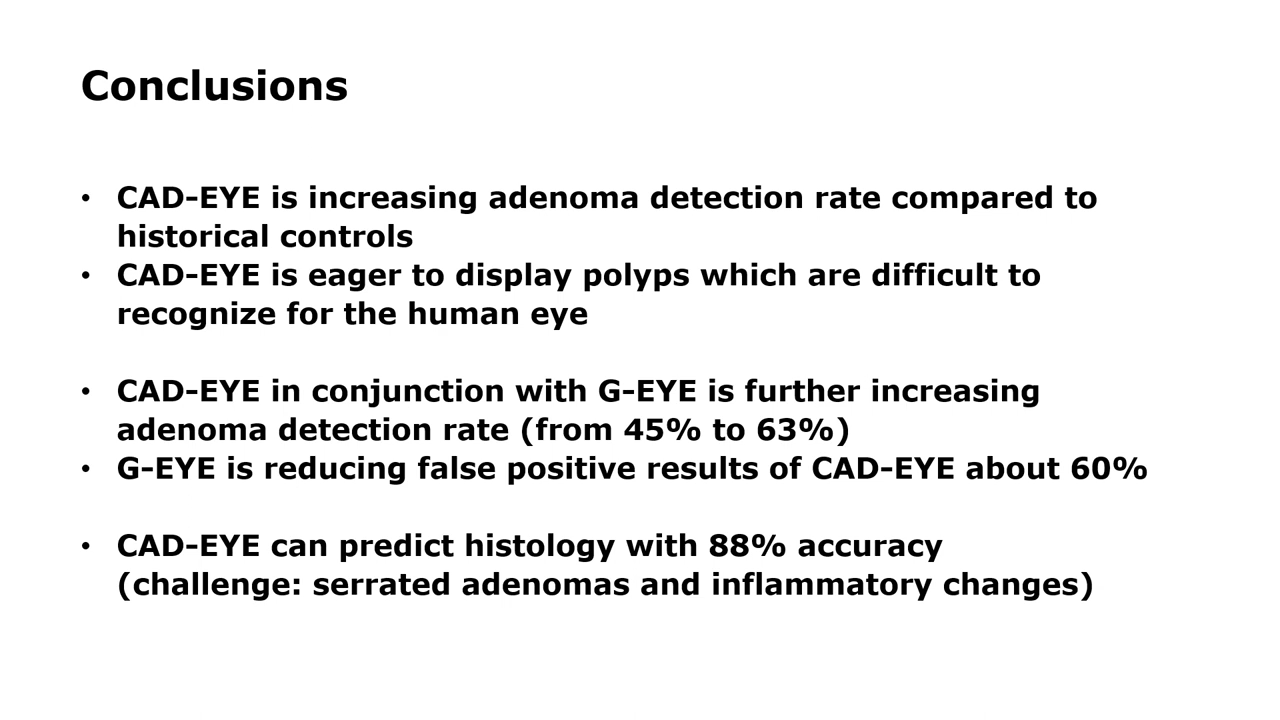 Conclusions
• CAD-EYE is increasing adenoma detection rate compared to
historical controls
• CAD-EYE is eager to display polyps which are difficult to
recognize for the human eye
• CAD-EYE in conjunction with G-EYE is further increasing
adenoma detection rate (from 45% to 63%)
• G-EYE is reducing false positive results of CAD-EYE about 60%
• CAD-EYE can predict histology with 88% accuracy
(challenge: serrated adenomas and inflammatory changes)